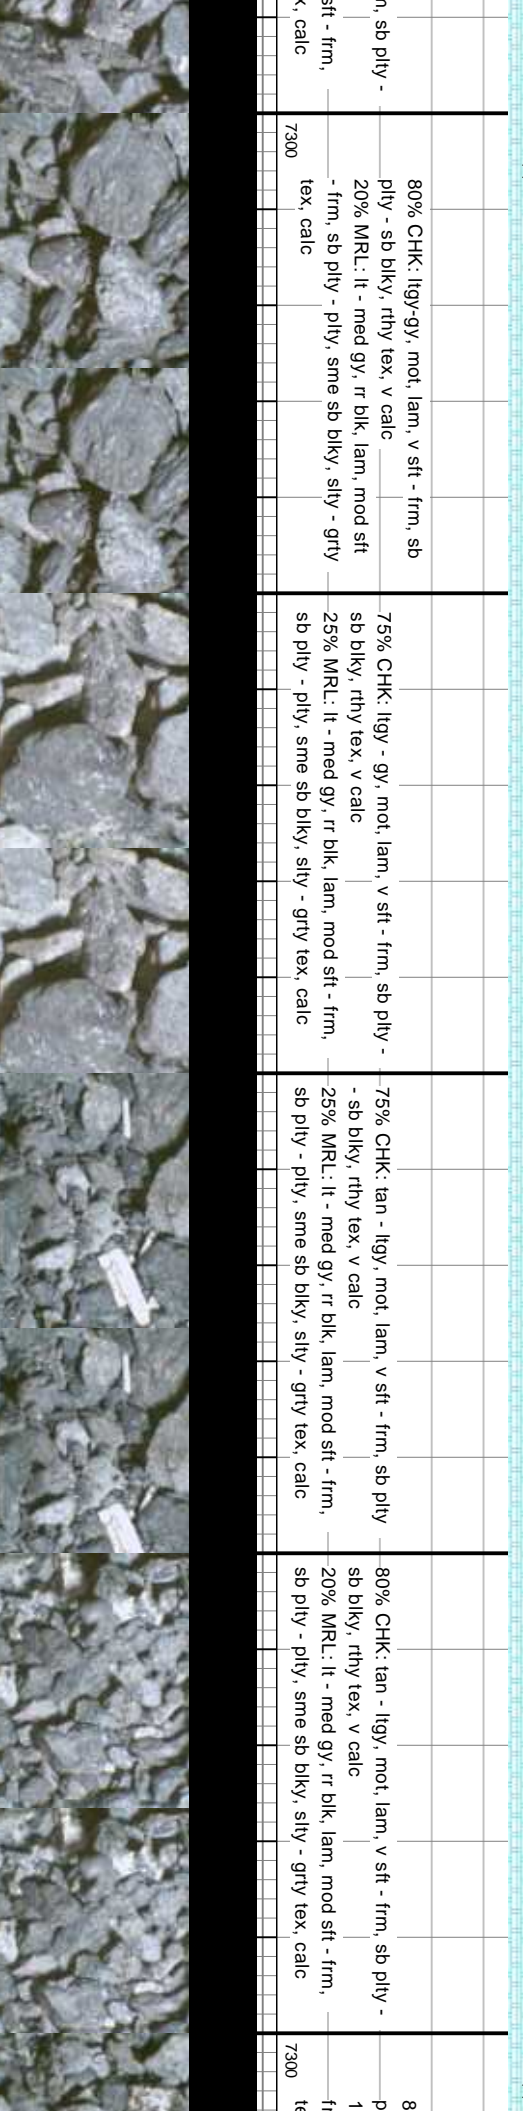 m, sb plty -
sft - frm,
x, calc
7300
80% CHK: ltgy-gy, mot, lam, v sft - frm, sb
plty - sb blky, rthy tex, v calc
20% MRL: lt - med gy, rr blk, lam, mod sft
- frm, sb plty - plty, sme sb blky, slty - grty
tex, calc
75% CHK: ltgy - gy, mot, lam, v sft - frm, sb plty -
sb blky, rthy tex, v calc
25% MRL: lt - med gy, rr blk, lam, mod sft - frm,
sb plty - plty, sme sb blky, slty - grty tex, calc
75% CHK: tan - ltgy, mot, lam, v sft - frm, sb plty
- sb blky, rthy tex, v calc
25% MRL: lt - med gy, rr blk, lam, mod sft - frm,
sb plty - plty, sme sb blky, slty - grty tex, calc
80% CHK: tan - ltgy, mot, lam, v sft - frm, sb plty -
sb blky, rthy tex, v calc
20% MRL: lt - med gy, rr blk, lam, mod sft - frm,
sb plty - plty, sme sb blky, slty - grty tex, calc
7300
8
p
1
fr
te